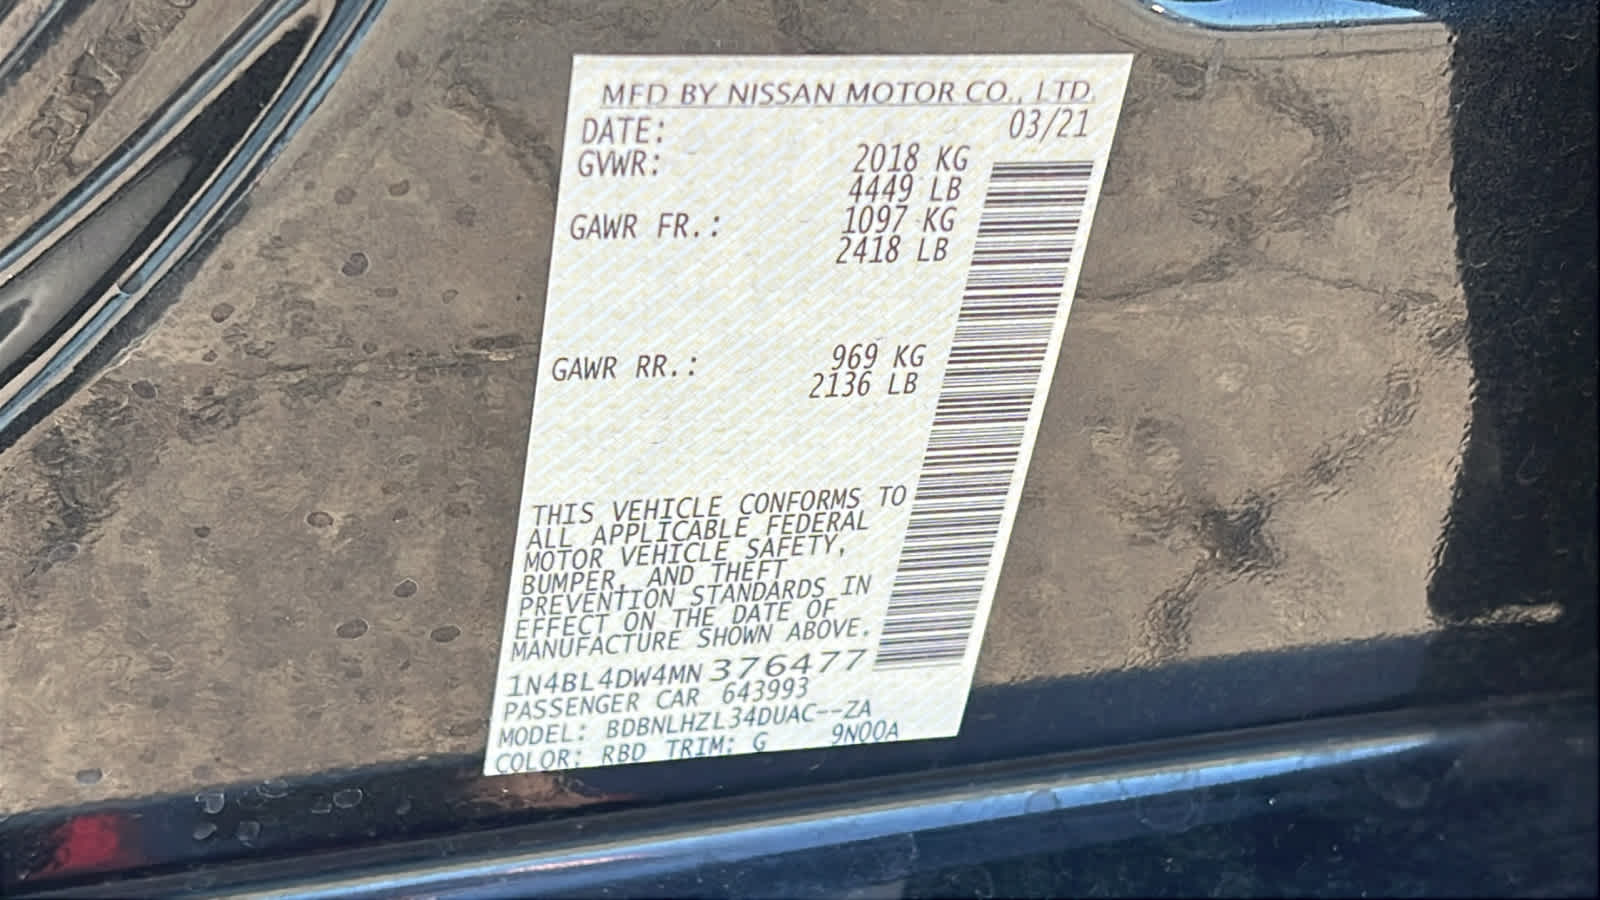 MFD BY NISSAN MOTOR CO., LTD.
DATE: 03/21
GVWR: 2018 KG
4449 LB
GAWR FR.: 1097 KG
2418 LB
GAWR RR.: 969 KG
2136 LB
THIS VEHICLE CONFORMS TO
ALL APPLICABLE FEDERAL
MOTOR VEHICLE SAFETY,
BUMPER, AND THEFT
PREVENTION STANDARDS IN
EFFECT ON THE DATE OF
MANUFACTURE SHOWN ABOVE.
1N4BL4DW4MN376477
PASSENGER CAR 643993
MODEL: BDBNLHZL34DUAC--ZA
COLOR: RBD TRIM: G 9N00A